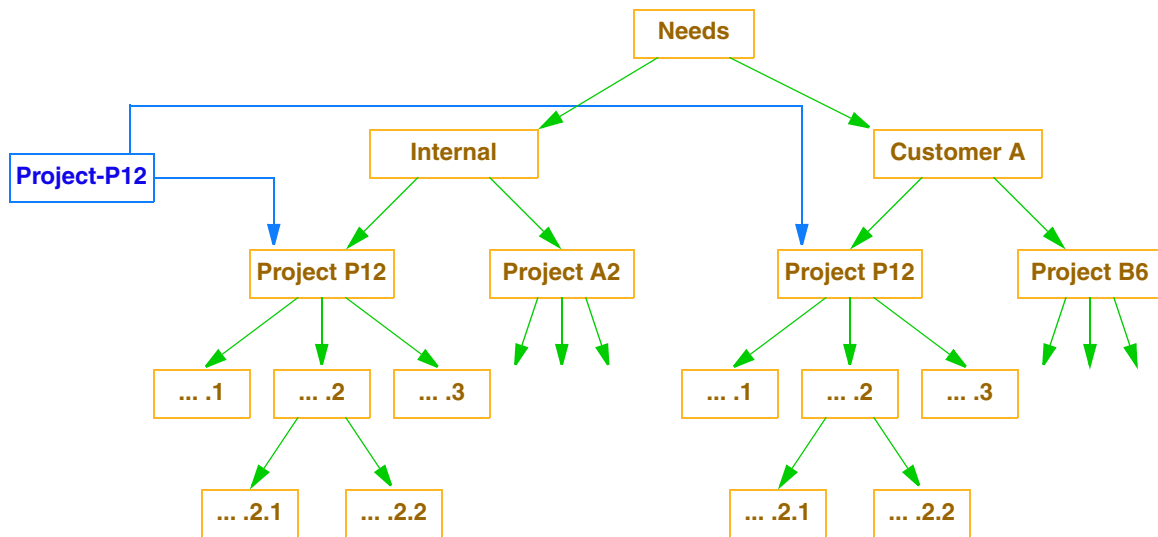 Needs
Internal
Customer A
Project-P12
Project P12
Project A2
Project P12
Project B6
... .1
... .2
... .3
... .1
... .2
... .3
... .2.1
... .2.2
... .2.1
... .2.2